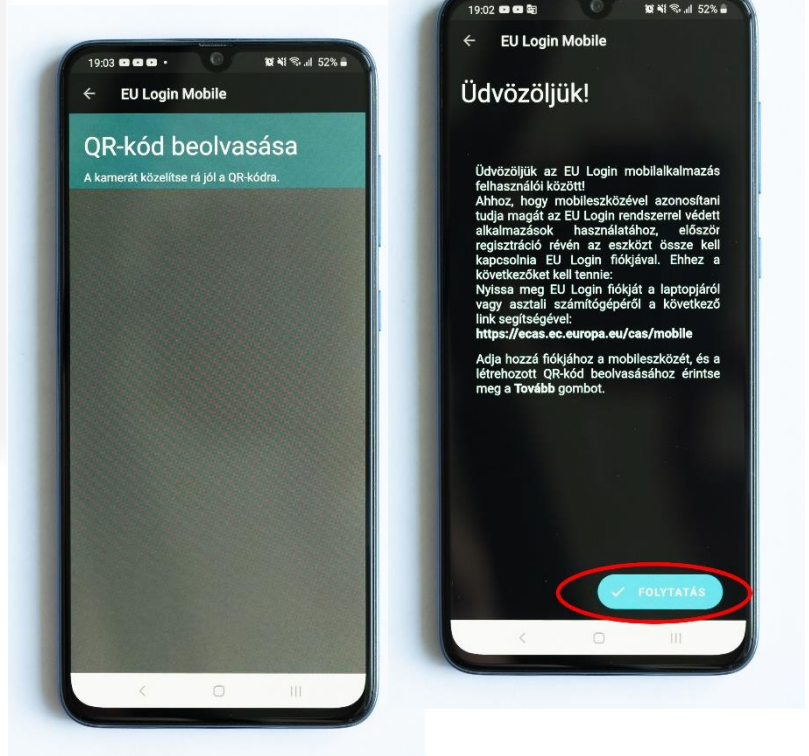 19:03
52%
EU Login Mobile
QR-kód beolvasása
A kamerát közelítse rá jól a QR-kódra.
19:02
52%
EU Login Mobile
Üdvözöljük!
Üdvözöljük az EU Login mobilalkalmazás
felhasználói között!
Ahhoz, hogy mobileszközével azonosítani
tudja magát az EU Login rendszerrel védett
alkalmazások használatához, először
regisztráció révén az eszközt össze kell
kapcsolnia EU Login fiókjával. Ehhez a
következőket kell tennie:
Nyissa meg EU Login fiókját a laptopjáról
vagy asztali számítógépéről a következő
link segítségével:
https://ecas.ec.europa.eu/cas/mobile
Adja hozzá fiókjához a mobileszközét, és a
létrehozott QR-kód beolvasásához érintse
meg a Tovább gombot.
FOLYTATÁS